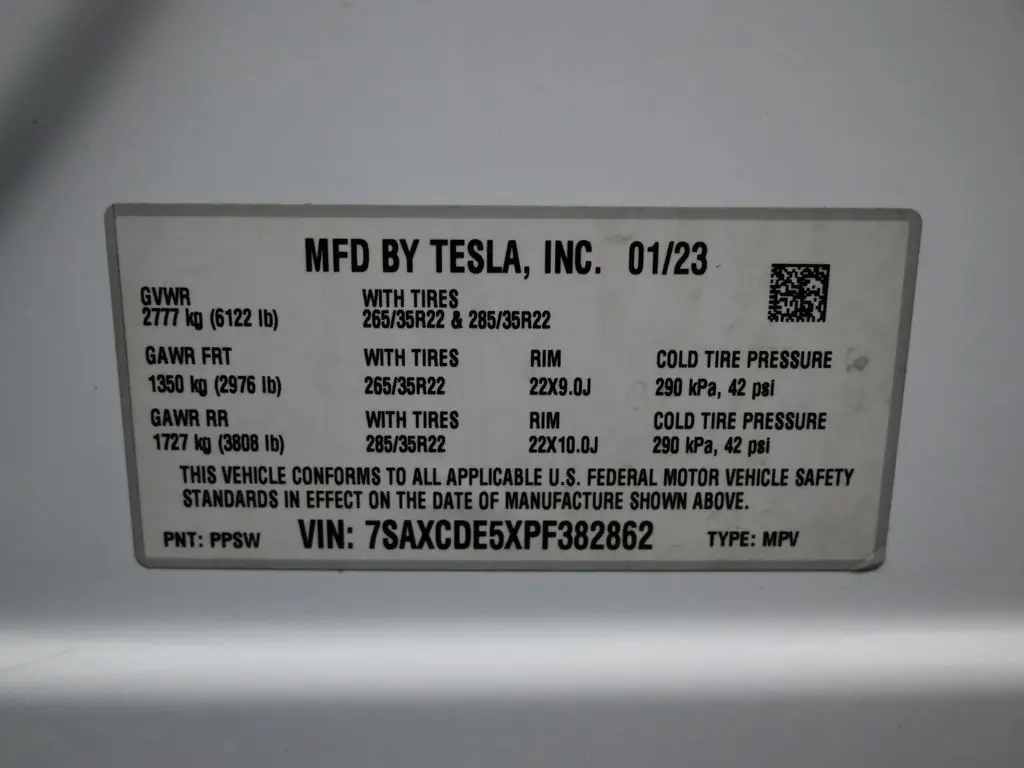 MFD BY TESLA, INC. 01/23
GVWR WITH TIRES
2777 kg (6122 lb) 265/35R22 & 285/35R22
GAWR FRT WITH TIRES RIM COLD TIRE PRESSURE
1350 kg (2976 lb) 265/35R22 22X9.0J 290 kPa, 42 psi
GAWR RR WITH TIRES RIM COLD TIRE PRESSURE
1727 kg (3808 lb) 285/35R22 22X10.0J 290 kPa, 42 psi
THIS VEHICLE CONFORMS TO ALL APPLICABLE U.S. FEDERAL MOTOR VEHICLE SAFETY
STANDARDS IN EFFECT ON THE DATE OF MANUFACTURE SHOWN ABOVE.
PNT: PPSW VIN: 7SAXCDE5XPF382862 TYPE: MPV